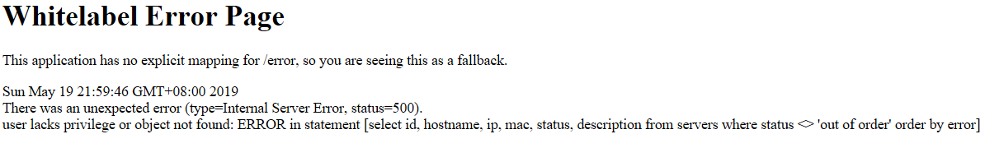 Whitelabel Error Page
This application has no explicit mapping for /error, so you are seeing this as a fallback.
Sun May 19 21:59:46 GMT+08:00 2019
There was an unexpected error (type=Internal Server Error, status=500).
user lacks privilege or object not found: ERROR in statement [select id, hostname, ip, mac, status, description from servers where status <> 'out of order' order by error]